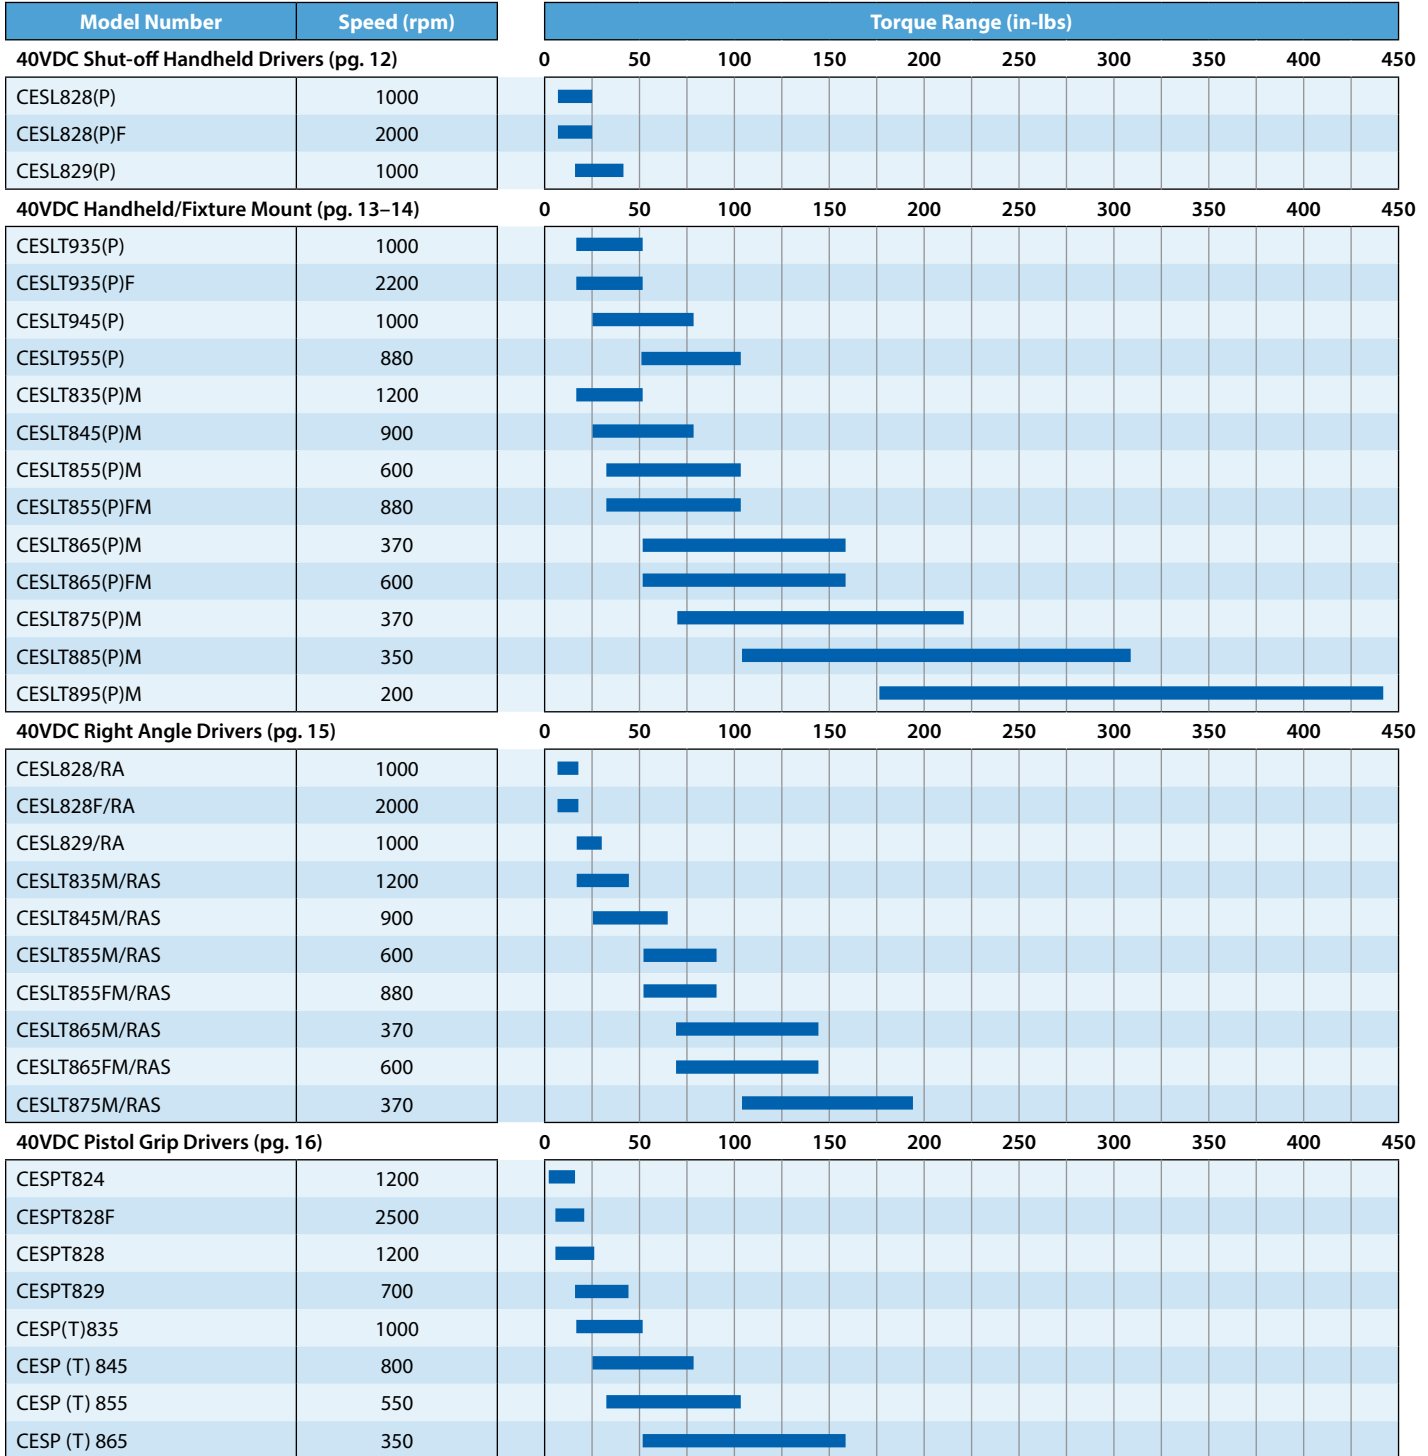 Model Number Speed (rpm) Torque Range (in-lbs)
40VDC Shut-off Handheld Drivers (pg. 12) 0 50 100 150 200 250 300 350 400 450
CESL828(P) 1000
CESL828(P)F 2000
CESL829(P) 1000
40VDC Handheld/Fixture Mount (pg. 13–14) 0 50 100 150 200 250 300 350 400 450
CESLT935(P) 1000
CESLT935(P)F 2200
CESLT945(P) 1000
CESLT955(P) 880
CESLT835(P)M 1200
CESLT845(P)M 900
CESLT855(P)M 600
CESLT855(P)FM 880
CESLT865(P)M 370
CESLT865(P)FM 600
CESLT875(P)M 370
CESLT885(P)M 350
CESLT895(P)M 200
40VDC Right Angle Drivers (pg. 15) 0 50 100 150 200 250 300 350 400 450
CESL828/RA 1000
CESL828F/RA 2000
CESL829/RA 1000
CESLT835M/RAS 1200
CESLT845M/RAS 900
CESLT855M/RAS 600
CESLT855FM/RAS 880
CESLT865M/RAS 370
CESLT865FM/RAS 600
CESLT875M/RAS 370
40VDC Pistol Grip Drivers (pg. 16) 0 50 100 150 200 250 300 350 400 450
CESPT824 1200
CESPT828F 2500
CESPT828 1200
CESPT829 700
CESP(T)835 1000
CESP (T) 845 800
CESP (T) 855 550
CESP (T) 865 350